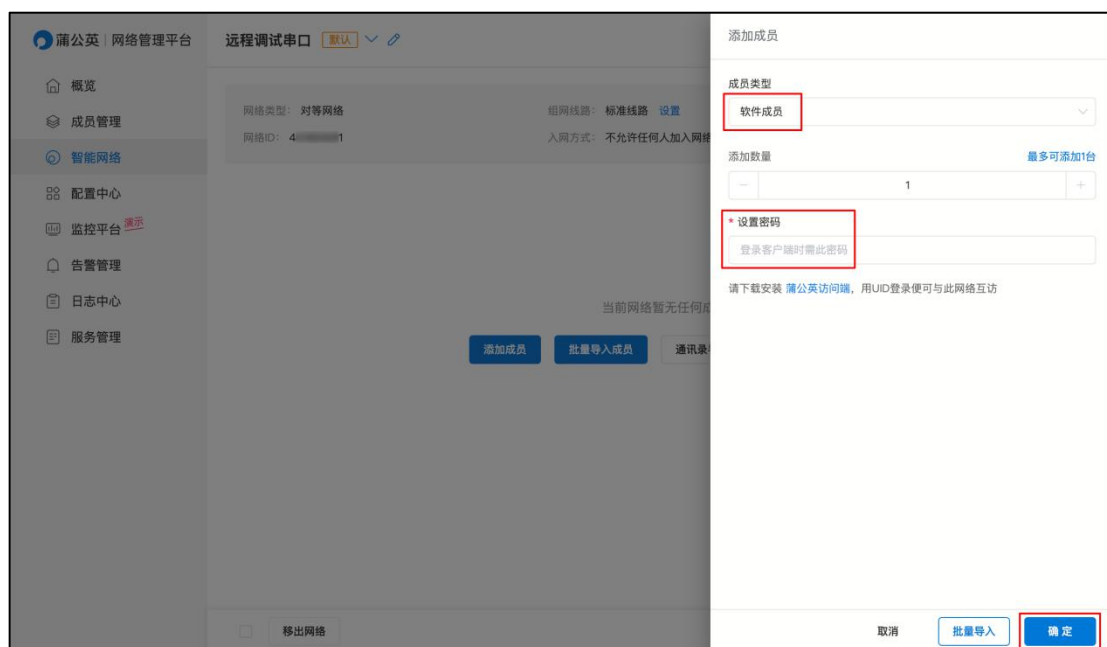 蒲公英 | 网络管理平台
概览
成员管理
智能网络
配置中心
监控平台 演示
告警管理
日志中心
服务管理
远程调试串口 默认
网络类型： 对等网络
组网线路： 标准线路 设置
网络ID： 4 1
入网方式： 不允许任何人加入网络
当前网络暂无任何
添加成员 批量导入成员 通讯录
移出网络
添加成员
成员类型
软件成员
添加数量 最多可添加1台
− 1 +
* 设置密码
登录客户端时需此密码
请下载安装 蒲公英访问端，用UID登录便可与此网络互访
取消 批量导入 确 定